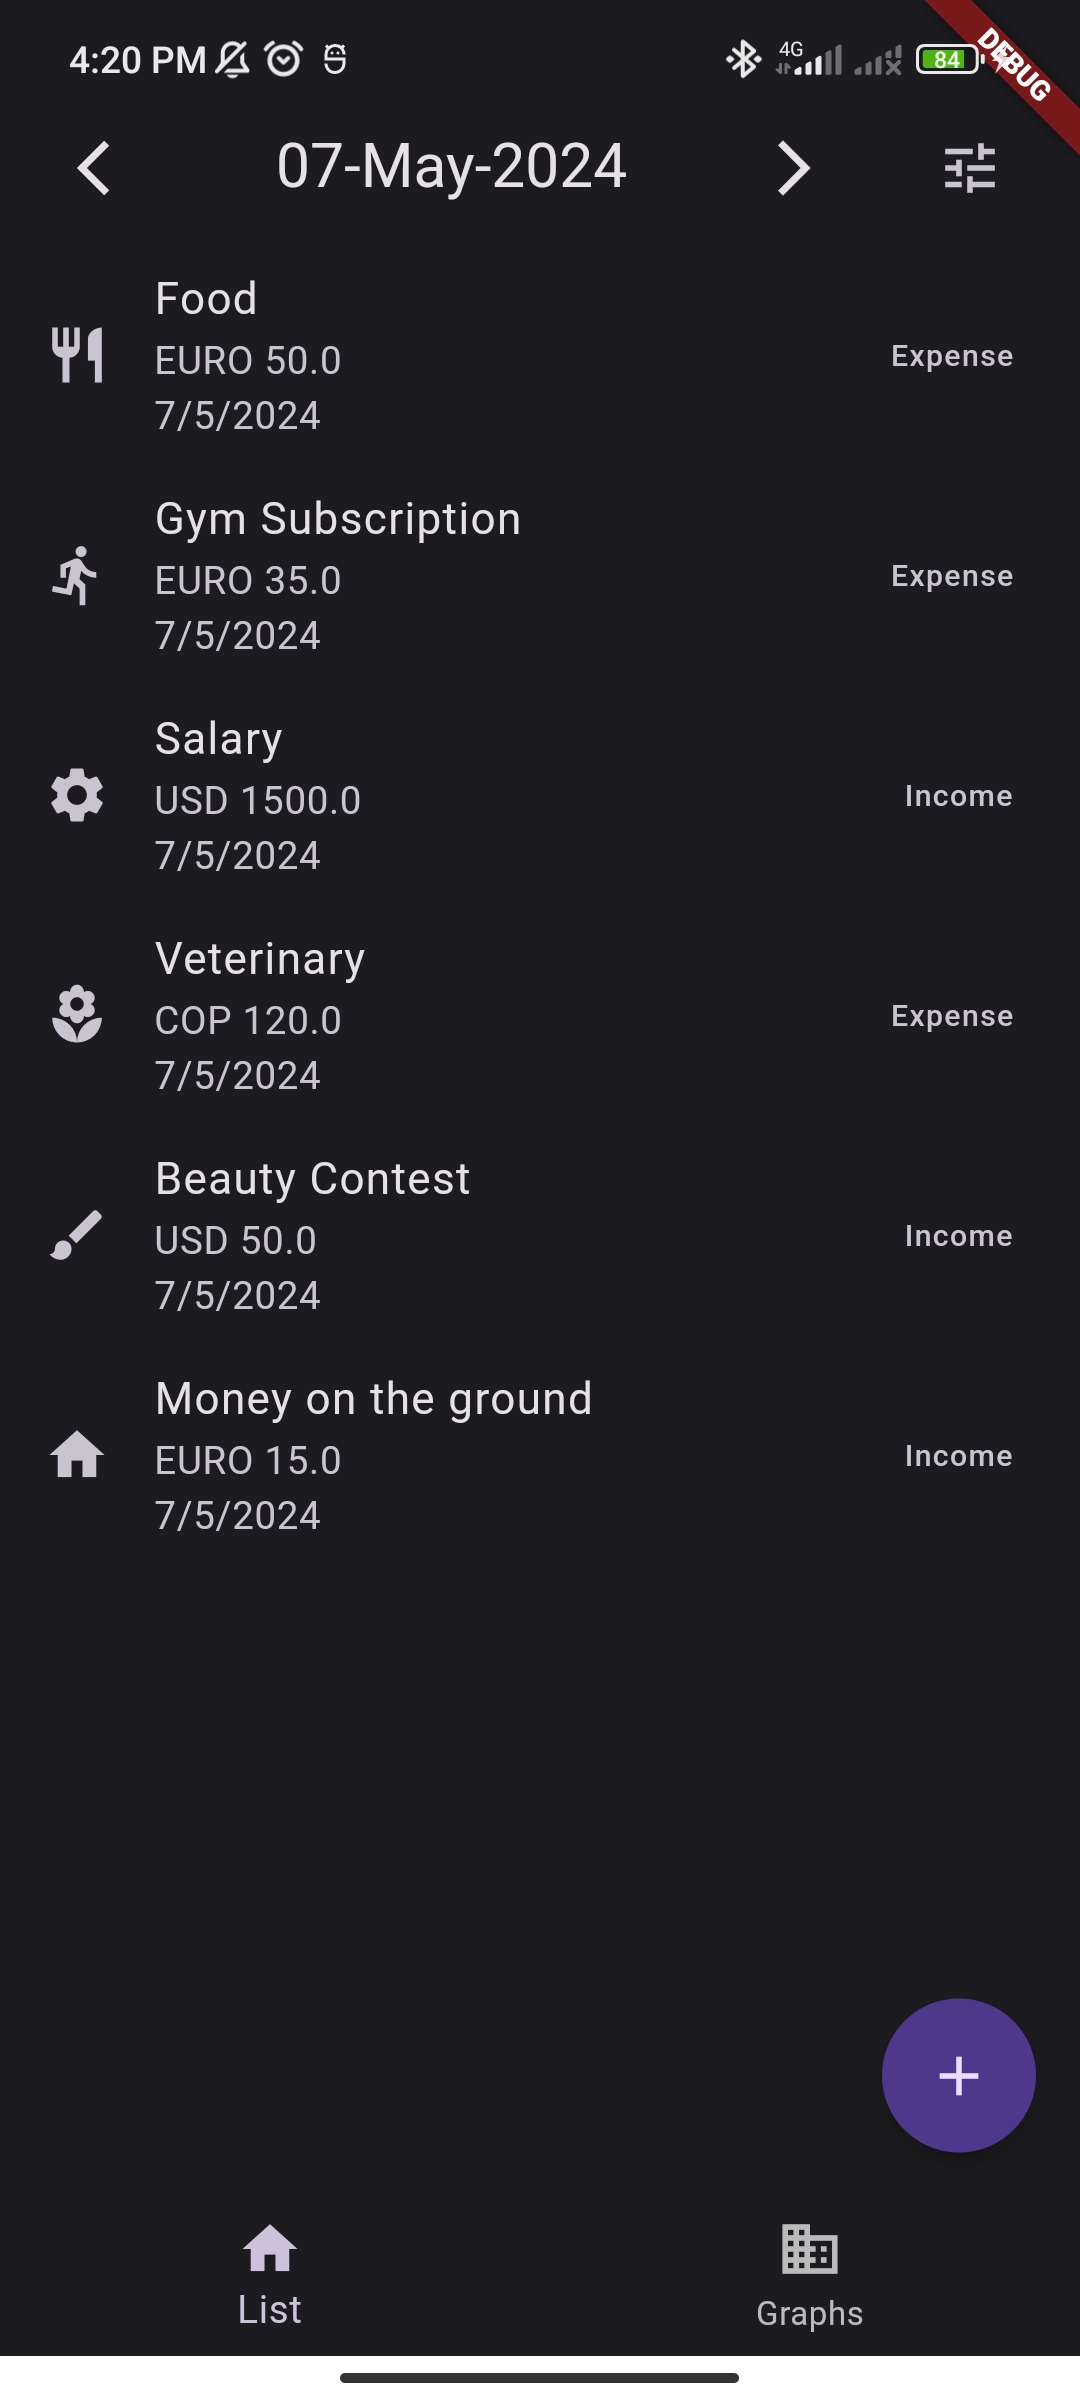 4:20 PM
4G
84
DEBUG
07-May-2024
Food
EURO 50.0
7/5/2024
Expense
Gym Subscription
EURO 35.0
7/5/2024
Expense
Salary
USD 1500.0
7/5/2024
Income
Veterinary
COP 120.0
7/5/2024
Expense
Beauty Contest
USD 50.0
7/5/2024
Income
Money on the ground
EURO 15.0
7/5/2024
Income
List
Graphs